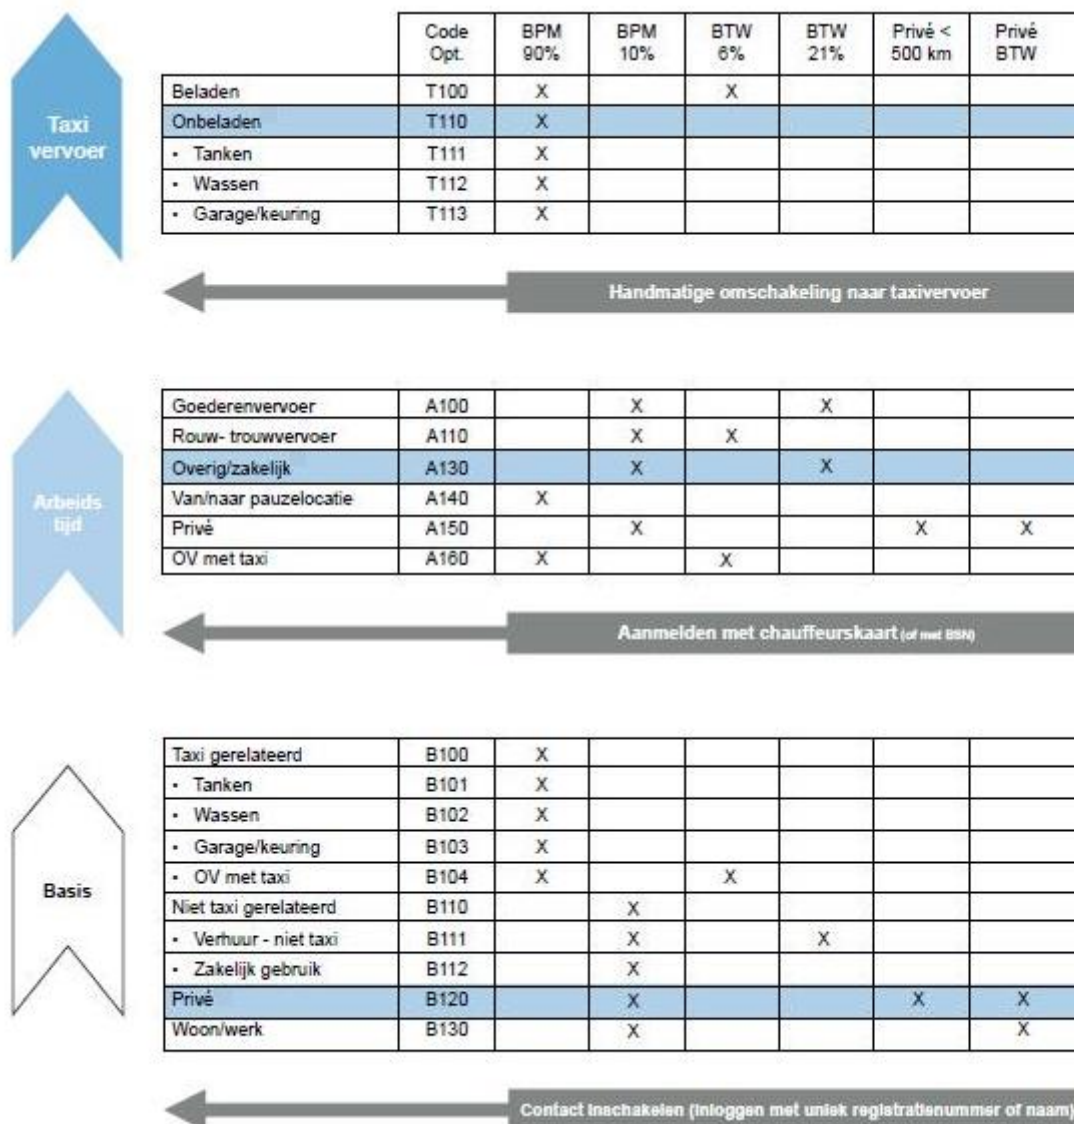 Code Opt. BPM 90% BPM 10% BTW 6% BTW 21% Privé < 500 km Privé BTW
Taxi vervoer
Beladen T100 X X
Onbeladen T110 X
• Tanken T111 X
• Wassen T112 X
• Garage/keuring T113 X
Handmatige omschakeling naar taxivervoer
Arbeids tijd
Goederenvervoer A100 X X
Rouw- trouwvervoer A110 X X
Overig/zakelijk A130 X X
Van/naar pauzelocatie A140 X
Privé A150 X X X
OV met taxi A160 X X
Aanmelden met chauffeurskaart (of met BSN)
Basis
Taxi gerelateerd B100 X
• Tanken B101 X
• Wassen B102 X
• Garage/keuring B103 X
• OV met taxi B104 X X
Niet taxi gerelateerd B110 X
• Verhuur - niet taxi B111 X X
• Zakelijk gebruik B112 X
Privé B120 X X X
Woon/werk B130 X X
Contact inschakelen (inloggen met uniek registratienummer of naam)